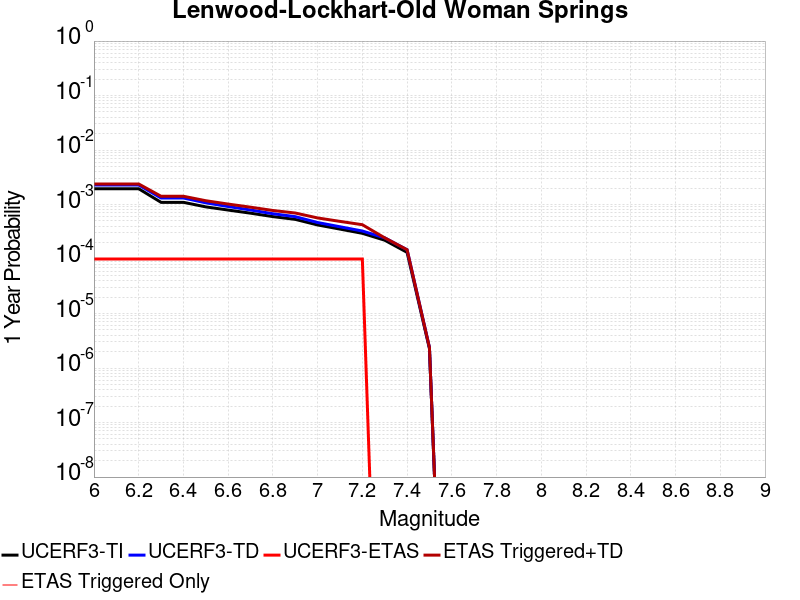 Lenwood-Lockhart-Old Woman Springs
10^0
10^-1
10^-2
10^-3
10^-4
10^-5
10^-6
10^-7
10^-8
1 Year Probability
6 6.2 6.4 6.6 6.8 7 7.2 7.4 7.6 7.8 8 8.2 8.4 8.6 8.8 9
Magnitude
UCERF3-TI UCERF3-TD UCERF3-ETAS ETAS Triggered+TD
ETAS Triggered Only